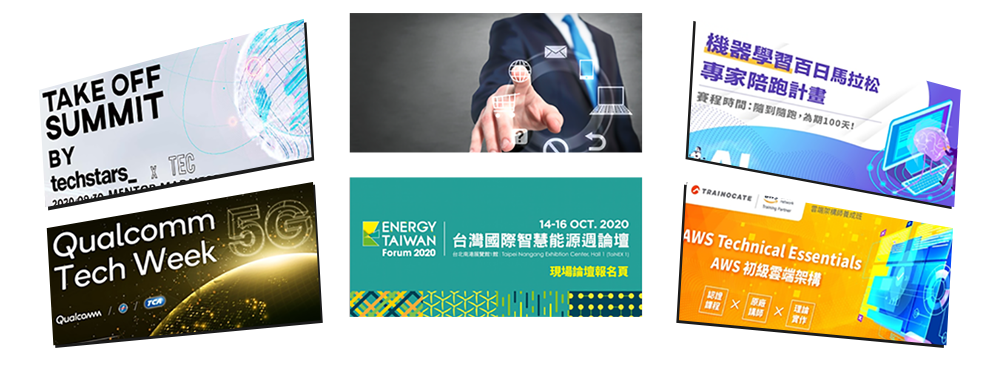 TAKE OFF
SUMMIT
BY
techstars_ x TEC
機器學習百日馬拉松
專家陪跑計畫
賽程時間：隨到隨跑，為期100天！
AI
Qualcomm
Tech Week
5G
Qualcomm / / TCA
ENERGY
TAIWAN
Forum 2020
14-16 OCT. 2020
台灣國際智慧能源週論壇
台北南港展覽館1館 Taipei Nangang Exhibition Center, Hall 1 (TaiNEX 1)
現場論壇報名頁
TRAINOCATE
Training Partner
雲端架構師養成班
AWS Technical Essentials
AWS 初級雲端架構
認證
課程
×
原廠
講師
×
理論
實作